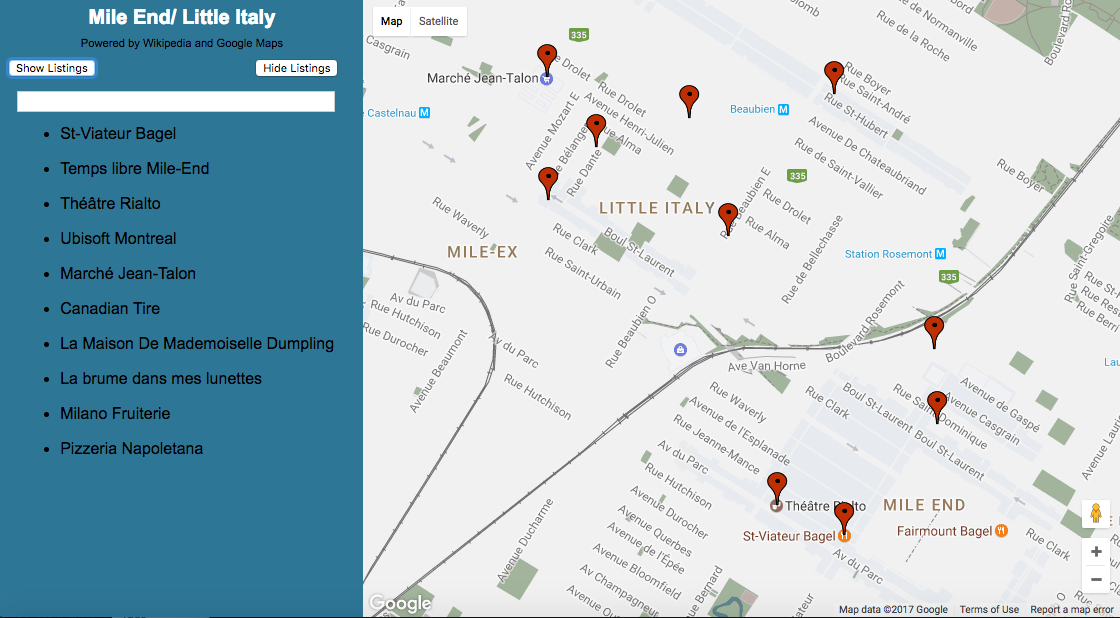 Mile End/ Little Italy
Powered by Wikipedia and Google Maps
Show Listings
Hide Listings
St-Viateur Bagel
Temps libre Mile-End
Théâtre Rialto
Ubisoft Montreal
Marché Jean-Talon
Canadian Tire
La Maison De Mademoiselle Dumpling
La brume dans mes lunettes
Milano Fruiterie
Pizzeria Napoletana
Map
Satellite
335
Castelnau M
Marché Jean-Talon
Drolet
Rue Drolet
Avenue Henri-Julien
Rue Alma
Avenue Mozart E
Rue Dante
Beaubien M
Rue Boyer
Rue Saint-André
Rue St-Hubert
Avenue De Chateaubriand
Rue de Saint-Vallier
Rue de Normanville
Rue de la Roche
Rue Boyer
335
Rue Drolet
Rue Alma
Rue de Bellechasse
LITTLE ITALY
MILE-EX
Rue Waverly
Rue Clark
Boul St-Laurent
Rue Saint-Urbain
Station Rosemont M
335
Rue Saint-Gregoire
Av du Parc
Rue Hutchison
Rue Durocher
Avenue Beaumont
Av du Parc
Rue Hutchison
Rue Beaubien O
Boulevard Rosemont
Ave Van Horne
Rue Waverly
Avenue de l'Esplanade
Rue Jeanne-Mance
Av du Parc
Rue Hutchison
Avenue Durocher
Avenue Querbes
Avenue de l'Épée
Avenue Bloomfield
Av Champagneur
Avenue Ducharme
Rue Clark
Boul St-Laurent
Boul St-Laurent
Avenue de Gaspé
Avenue Casgrain
Théâtre Rialto
St-Viateur Bagel
MILE END
Fairmount Bagel
Rue Clark
Av du Parc
Google
Map data ©2017 Google
Terms of Use
Report a map error